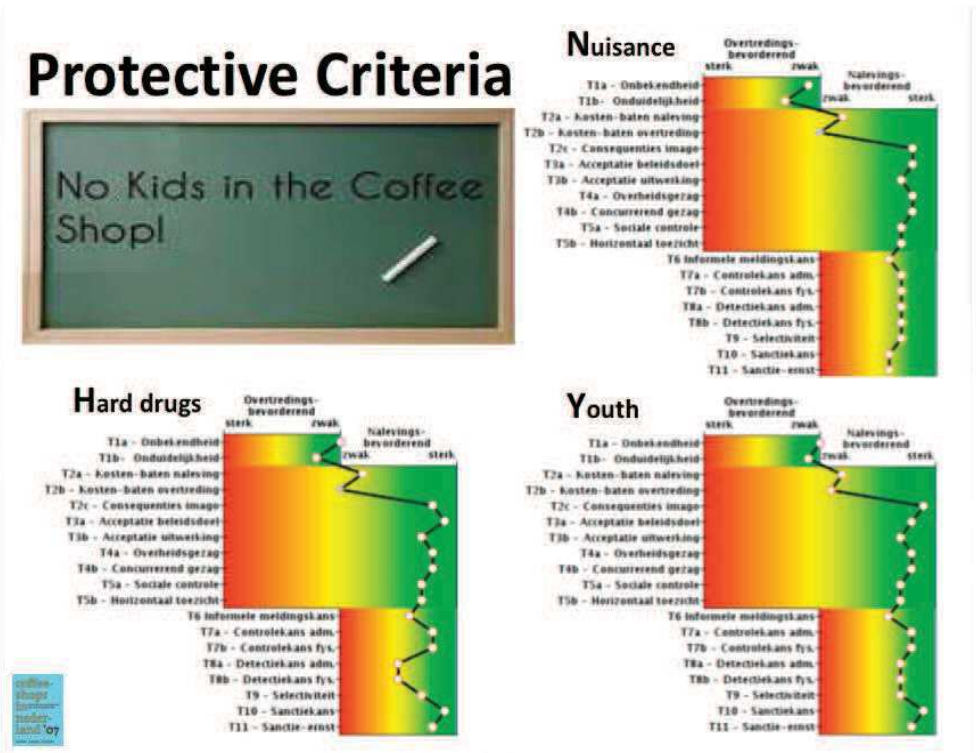 Protective Criteria
No Kids in the Coffee
Shop!
Nuisance
Overtredings-
bevorderend
sterk zwak
Nalevings-
bevorderend
zwak sterk
T1a - Onbekendheid
T1b- Onduidelijkheid
T2a - Kosten-baten naleving
T2b - Kosten-baten overtreding
T2c - Consequenties imago
T3a - Acceptatie beleidsdoel
T3b - Acceptatie uitwerking
T4a - Overheidsgezag
T4b - Concurrerend gezag
T5a - Sociale controle
T5b - Horizontaal toezicht
T6 Informele meldingskans
T7a - Controlekans adm.
T7b - Controlekans fys.
T8a - Detectiekans adm.
T8b - Detectiekans fys.
T9 - Selectiviteit
T10 - Sanctiekans
T11 - Sanctie-ernst
Hard drugs
Overtredings-
bevorderend
sterk zwak
Nalevings-
bevorderend
zwak sterk
T1a - Onbekendheid
T1b- Onduidelijkheid
T2a - Kosten-baten naleving
T2b - Kosten-baten overtreding
T2c - Consequenties imago
T3a - Acceptatie beleidsdoel
T3b - Acceptatie uitwerking
T4a - Overheidsgezag
T4b - Concurrerend gezag
T5a - Sociale controle
T5b - Horizontaal toezicht
T6 Informele meldingskans
T7a - Controlekans adm.
T7b - Controlekans fys.
T8a - Detectiekans adm.
T8b - Detectiekans fys.
T9 - Selectiviteit
T10 - Sanctiekans
T11 - Sanctie-ernst
Youth
Overtredings-
bevorderend
sterk zwak
Nalevings-
bevorderend
zwak sterk
T1a - Onbekendheid
T1b- Onduidelijkheid
T2a - Kosten-baten naleving
T2b - Kosten-baten overtreding
T2c - Consequenties imago
T3a - Acceptatie beleidsdoel
T3b - Acceptatie uitwerking
T4a - Overheidsgezag
T4b - Concurrerend gezag
T5a - Sociale controle
T5b - Horizontaal toezicht
T6 Informele meldingskans
T7a - Controlekans adm.
T7b - Controlekans fys.
T8a - Detectiekans adm.
T8b - Detectiekans fys.
T9 - Selectiviteit
T10 - Sanctiekans
T11 - Sanctie-ernst
coffee-
shops
in
neder-
land '07